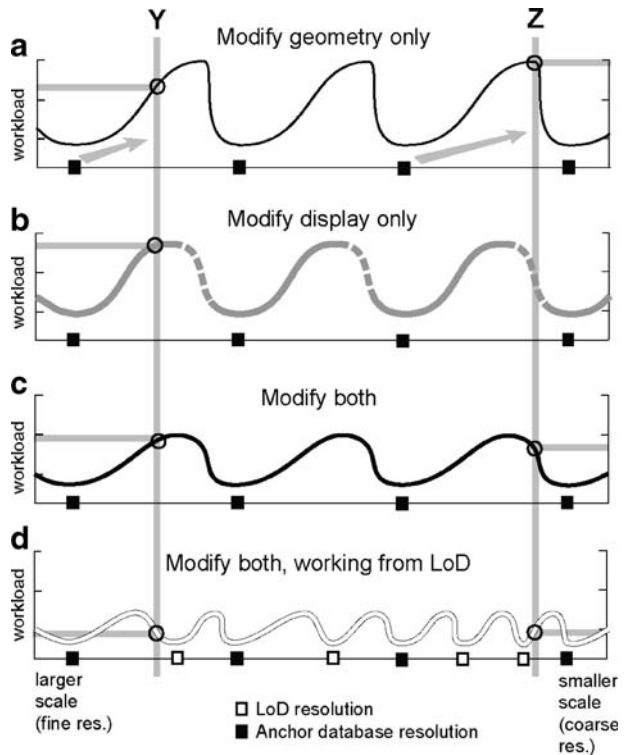 Y
Z
a
Modify geometry only
workload
b
Modify display only
workload
c
Modify both
workload
d
Modify both, working from LoD
workload
larger
scale
(fine res.)
LoD resolution
Anchor database resolution
smaller
scale
(coarse
res.)